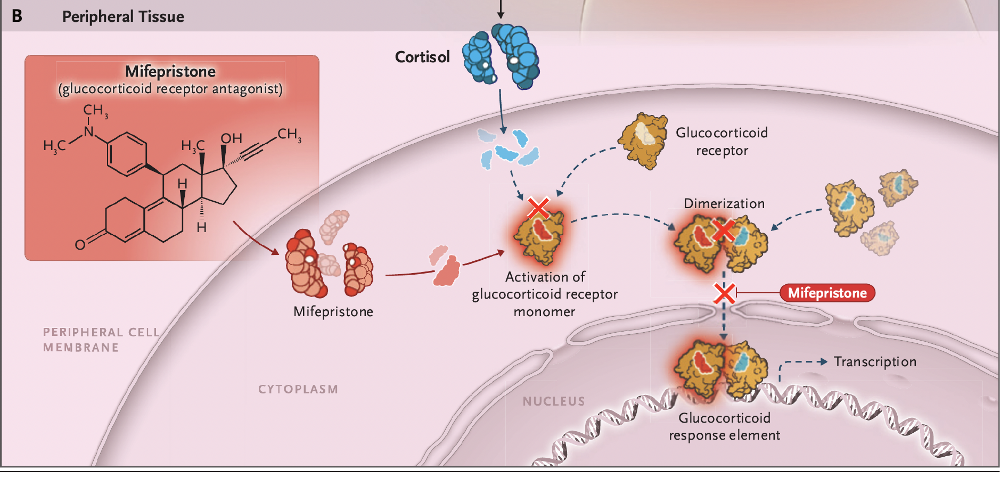 B Peripheral Tissue
Cortisol
Mifepristone
(glucocorticoid receptor antagonist)
CH3
N
H3C
H3C
OH
CH3
H
H
O
Glucocorticoid
receptor
Dimerization
Activation of
glucocorticoid receptor
monomer
Mifepristone
Mifepristone
PERIPHERAL CELL
MEMBRANE
CYTOPLASM
NUCLEUS
Transcription
Glucocorticoid
response element